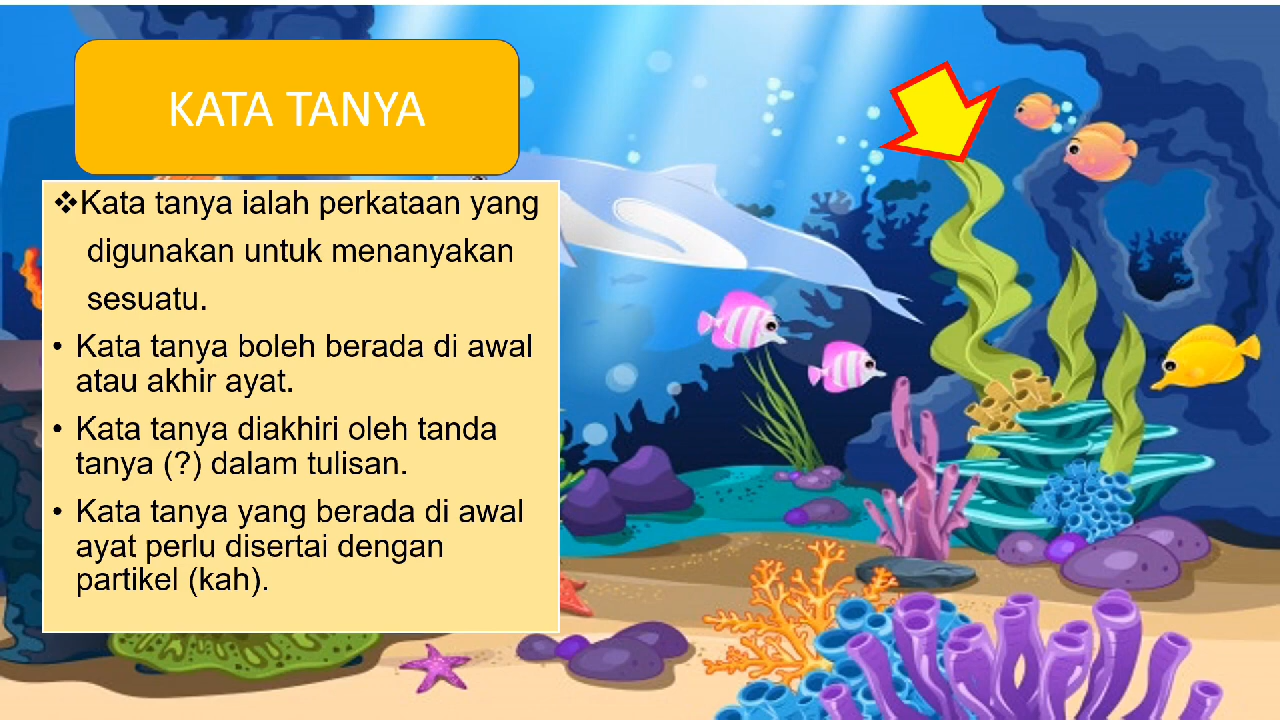 KATA TANYA
❖Kata tanya ialah perkataan yang
digunakan untuk menanyakan
sesuatu.
• Kata tanya boleh berada di awal
atau akhir ayat.
• Kata tanya diakhiri oleh tanda
tanya (?) dalam tulisan.
• Kata tanya yang berada di awal
ayat perlu disertai dengan
partikel (kah).